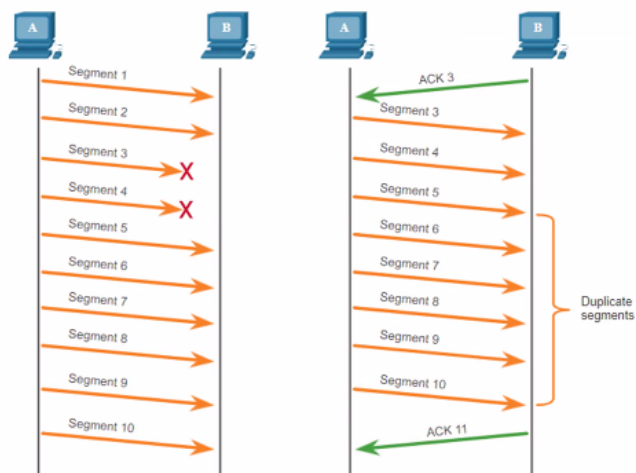 A
B
Segment 1
Segment 2
Segment 3
X
Segment 4
X
Segment 5
Segment 6
Segment 7
Segment 8
Segment 9
Segment 10
A
B
ACK 3
Segment 3
Segment 4
Segment 5
Segment 6
Segment 7
Segment 8
Segment 9
Segment 10
ACK 11
Duplicate
segments